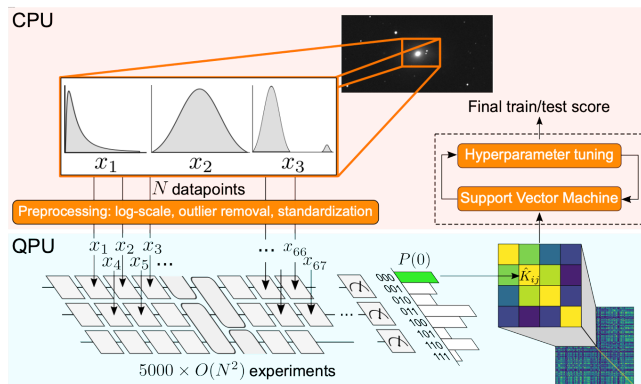 CPU
Final train/test score
Hyperparameter tuning
Support Vector Machine
x₁ x₂ x₃
N datapoints
Preprocessing: log-scale, outlier removal, standardization
QPU
x₁ x₂ x₃ ... x₆₆
x₄ x₅ ... x₆₇
P(0)
000
001
010
011
100
101
110
111
K̂ᵢⱼ
...
5000 × O(N²) experiments